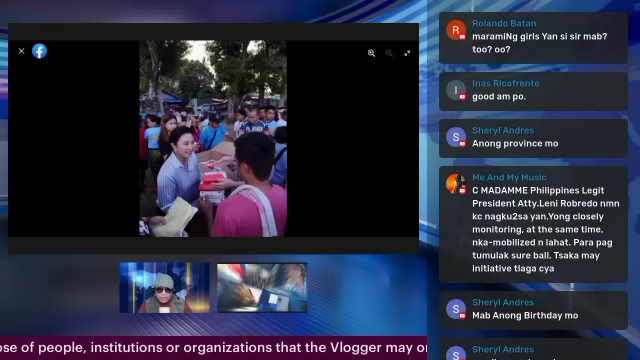 Rolando Batan
maramiNg girls Yan sl sir mab?
too? oo?
Inas Ricafrente
good am po.
Sheryl Andres
Anong province mo
Me And My Music
C MADAMME Philippines Legit
President Atty.Leni Robredo nmn
kc nagku2sa yan.Yong closely
monitoring, at the same time,
nka-mobilized n lahat. Para pag
tumulak sure ball. Tsaka may
initiative tlaga cya
Sheryl Andres
Mab Anong Birthday mo
Sheryl Andres
ose of people, institutions or organizations that the Vlogger may or